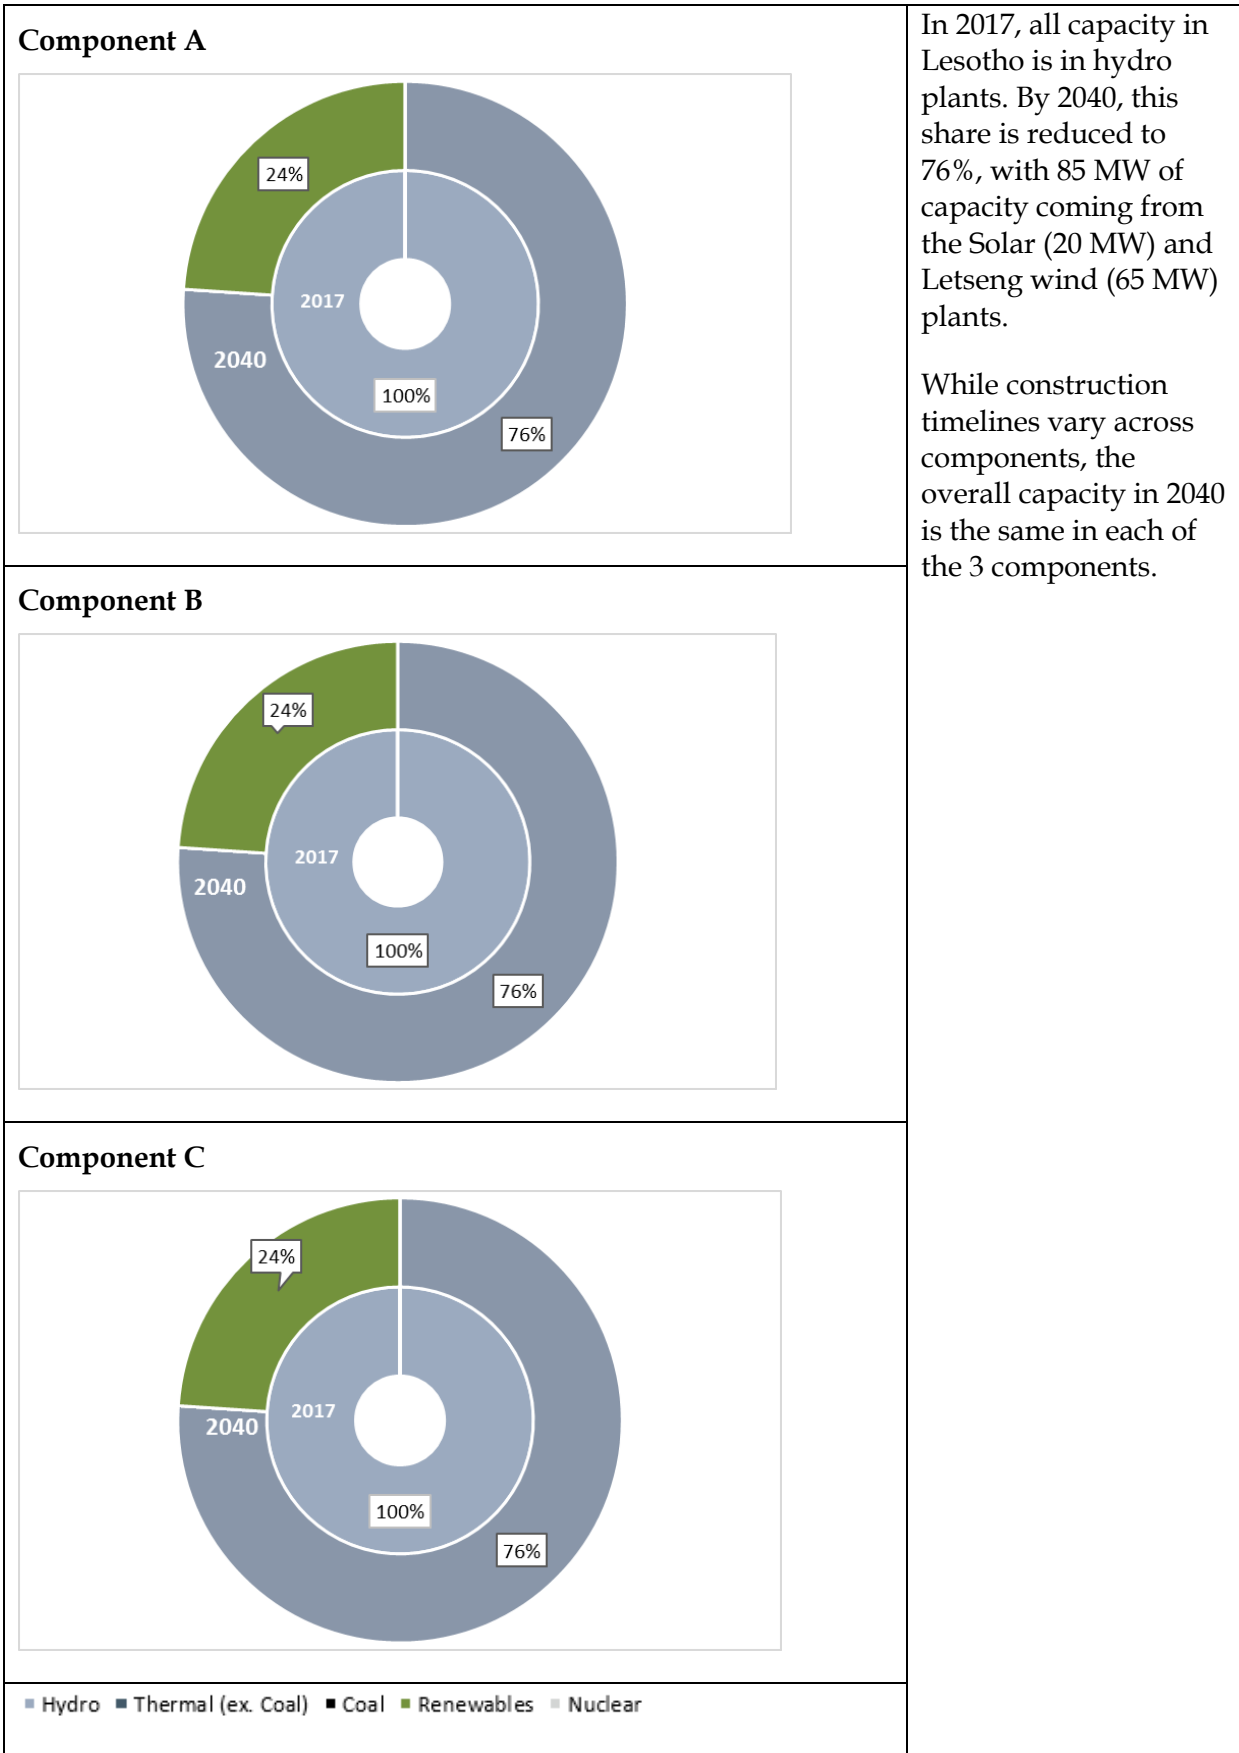 Component A
24%
2017
2040
100%
76%
In 2017, all capacity in
Lesotho is in hydro
plants. By 2040, this
share is reduced to
76%, with 85 MW of
capacity coming from
the Solar (20 MW) and
Letseng wind (65 MW)
plants.
While construction
timelines vary across
components, the
overall capacity in 2040
is the same in each of
the 3 components.
Component B
24%
2017
2040
100%
76%
Component C
24%
2017
2040
100%
76%
Hydro Thermal (ex. Coal) Coal Renewables Nuclear